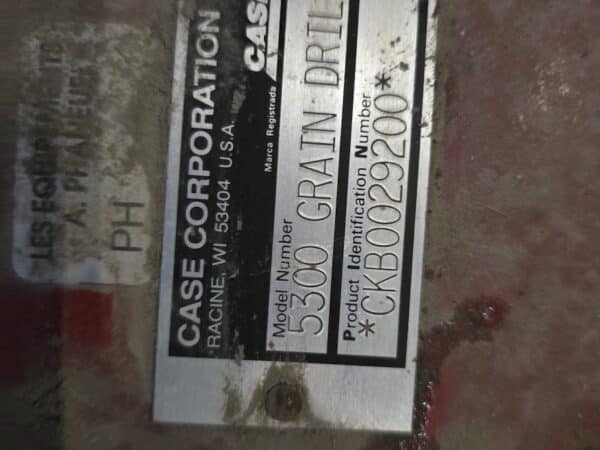 CASE CORPORATION
RACINE, WI 53404 U.S.A.
CASE
Marca Registrada
Model Number
5300 GRAIN DRIL
Product Identification Number
*CKB0029200*
LES
A.
PH